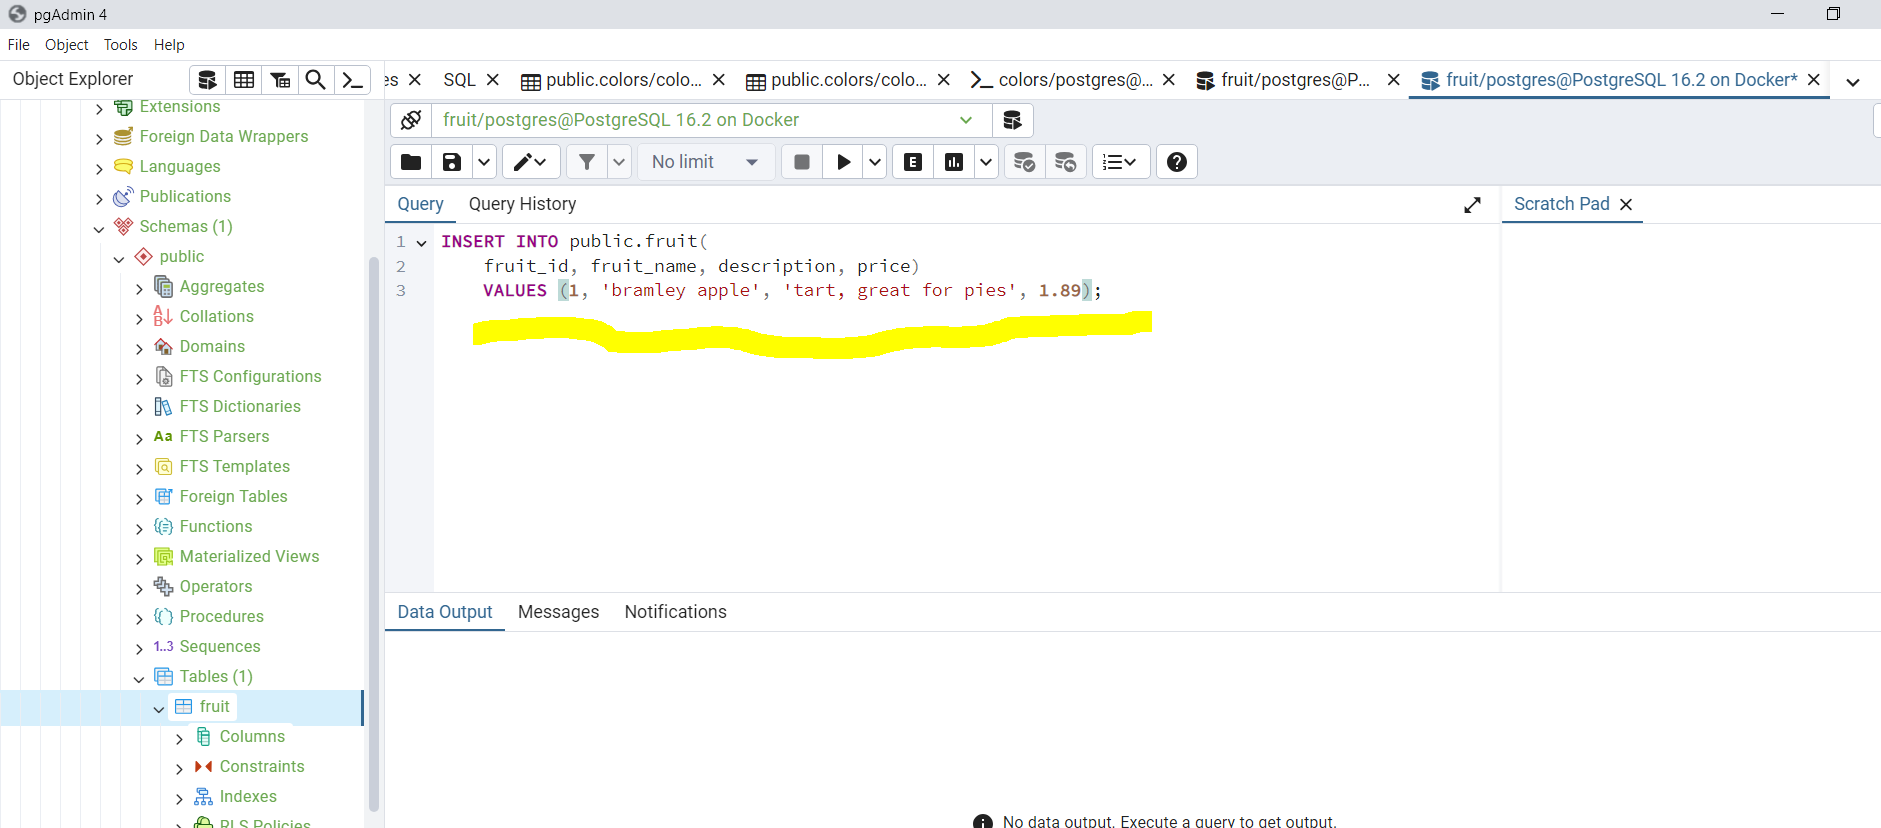 pgAdmin 4
File Object Tools Help
Object Explorer
es SQL public.colors/colo... public.colors/colo... colors/postgres@... fruit/postgres@P... fruit/postgres@PostgreSQL 16.2 on Docker*
fruit/postgres@PostgreSQL 16.2 on Docker
No limit
E
Query Query History
Scratch Pad
1 INSERT INTO public.fruit(
2 fruit_id, fruit_name, description, price)
3 VALUES (1, 'bramley apple', 'tart, great for pies', 1.89);
Data Output Messages Notifications
No data output. Execute a query to get output.
Extensions
Foreign Data Wrappers
Languages
Publications
Schemas (1)
public
Aggregates
Collations
Domains
FTS Configurations
FTS Dictionaries
Aa FTS Parsers
FTS Templates
Foreign Tables
Functions
Materialized Views
Operators
Procedures
1..3 Sequences
Tables (1)
fruit
Columns
Constraints
Indexes
RLS Policies